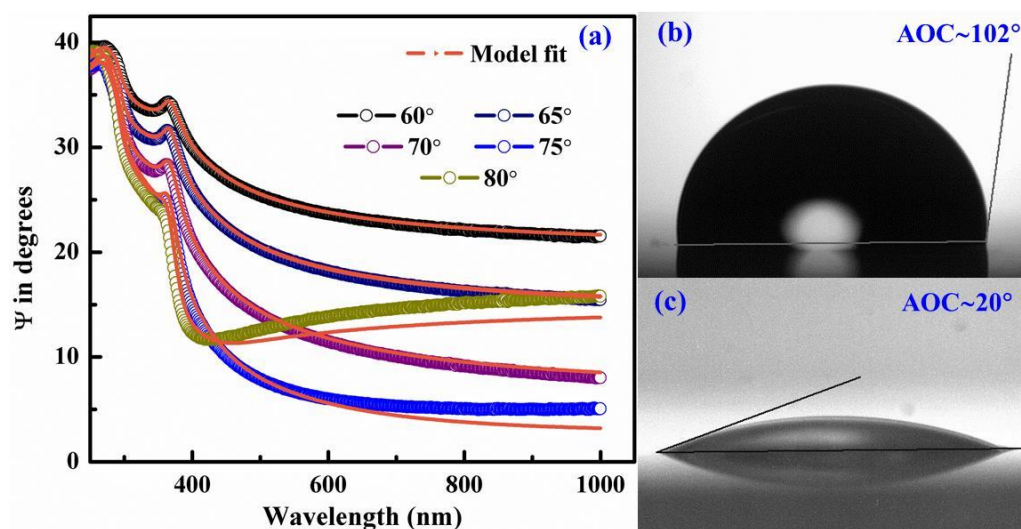 (a)
Model fit
60° 65°
70° 75°
80°
40
30
20
10
0
Ψ in degrees
400 600 800 1000
Wavelength (nm)
(b) AOC~102°
(c) AOC~20°